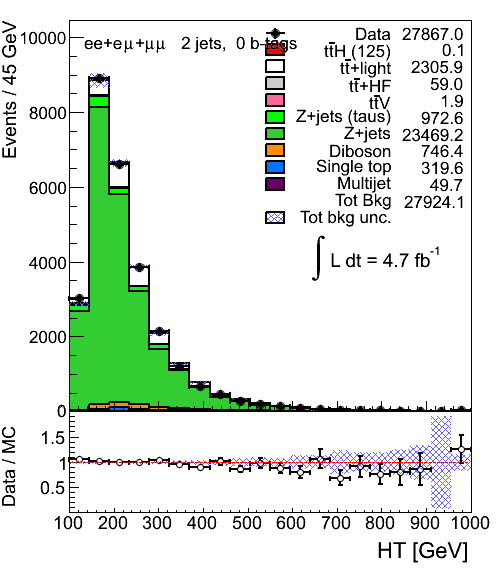 ee+eμ+μμ 2 jets, 0 b-tags
Data 27867.0
tt̄H (125) 0.1
tt̄+light 2305.9
tt̄+HF 59.0
tt̄V 1.9
Z+jets (taus) 972.6
Z+jets 23469.2
Diboson 746.4
Single top 319.6
Multijet 49.7
Tot Bkg 27924.1
Tot bkg unc.
∫ L dt = 4.7 fb⁻¹
Events / 45 GeV
10000
8000
6000
4000
2000
0
Data / MC
1.5
1
0.5
100 200 300 400 500 600 700 800 900 1000
HT [GeV]